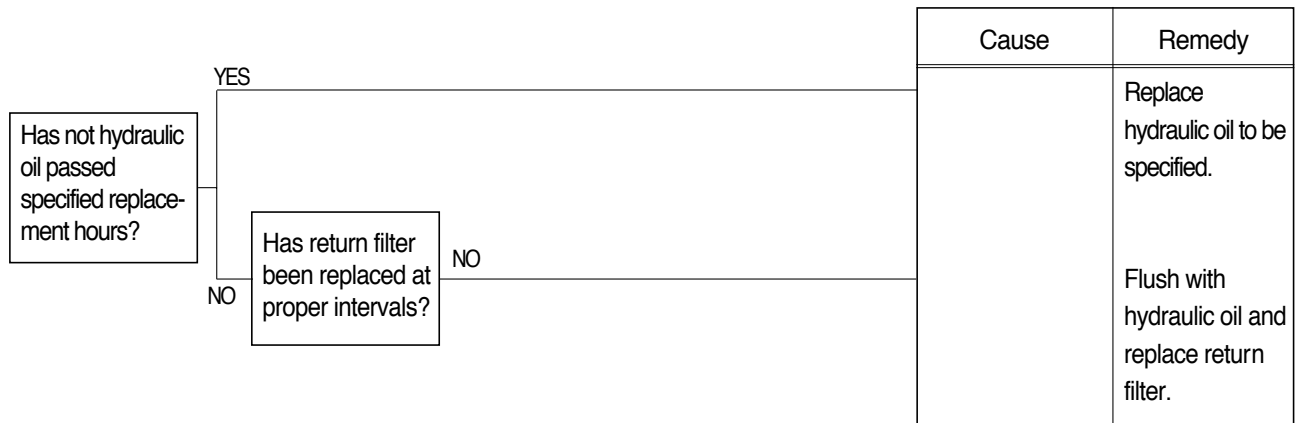 Cause
Remedy
YES
Has not hydraulic
oil passed
specified replace-
ment hours?
Replace
hydraulic oil to be
specified.
NO
Has return filter
been replaced at
proper intervals?
NO
Flush with
hydraulic oil and
replace return
filter.